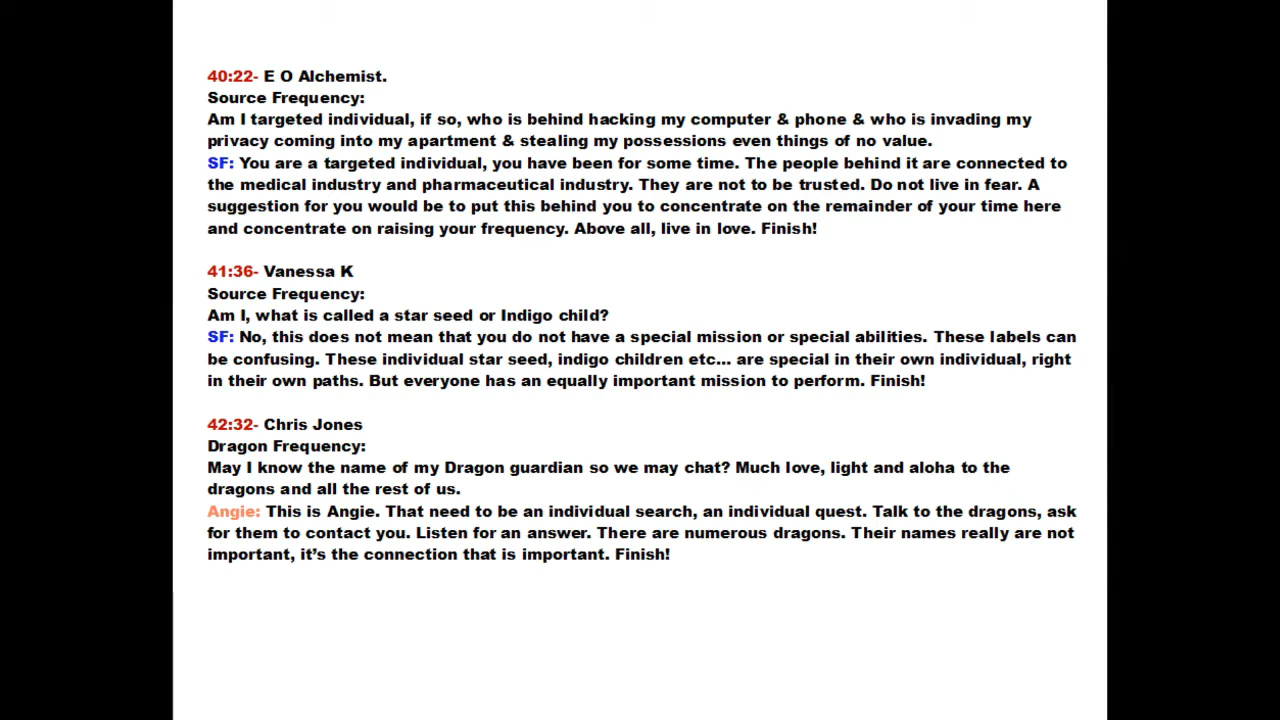 40:22- E O Alchemist.
Source Frequency:
Am I targeted individual, if so, who is behind hacking my computer & phone & who is invading my
privacy coming into my apartment & stealing my possessions even things of no value.
SF: You are a targeted individual, you have been for some time. The people behind it are connected to
the medical industry and pharmaceutical industry. They are not to be trusted. Do not live in fear. A
suggestion for you would be to put this behind you to concentrate on the remainder of your time here
and concentrate on raising your frequency. Above all, live in love. Finish!
41:36- Vanessa K
Source Frequency:
Am I, what is called a star seed or Indigo child?
SF: No, this does not mean that you do not have a special mission or special abilities. These labels can
be confusing. These individual star seed, indigo children etc... are special in their own individual, right
in their own paths. But everyone has an equally important mission to perform. Finish!
42:32- Chris Jones
Dragon Frequency:
May I know the name of my Dragon guardian so we may chat? Much love, light and aloha to the
dragons and all the rest of us.
Angie: This is Angie. That need to be an individual search, an individual quest. Talk to the dragons, ask
for them to contact you. Listen for an answer. There are numerous dragons. Their names really are not
important, it’s the connection that is important. Finish!